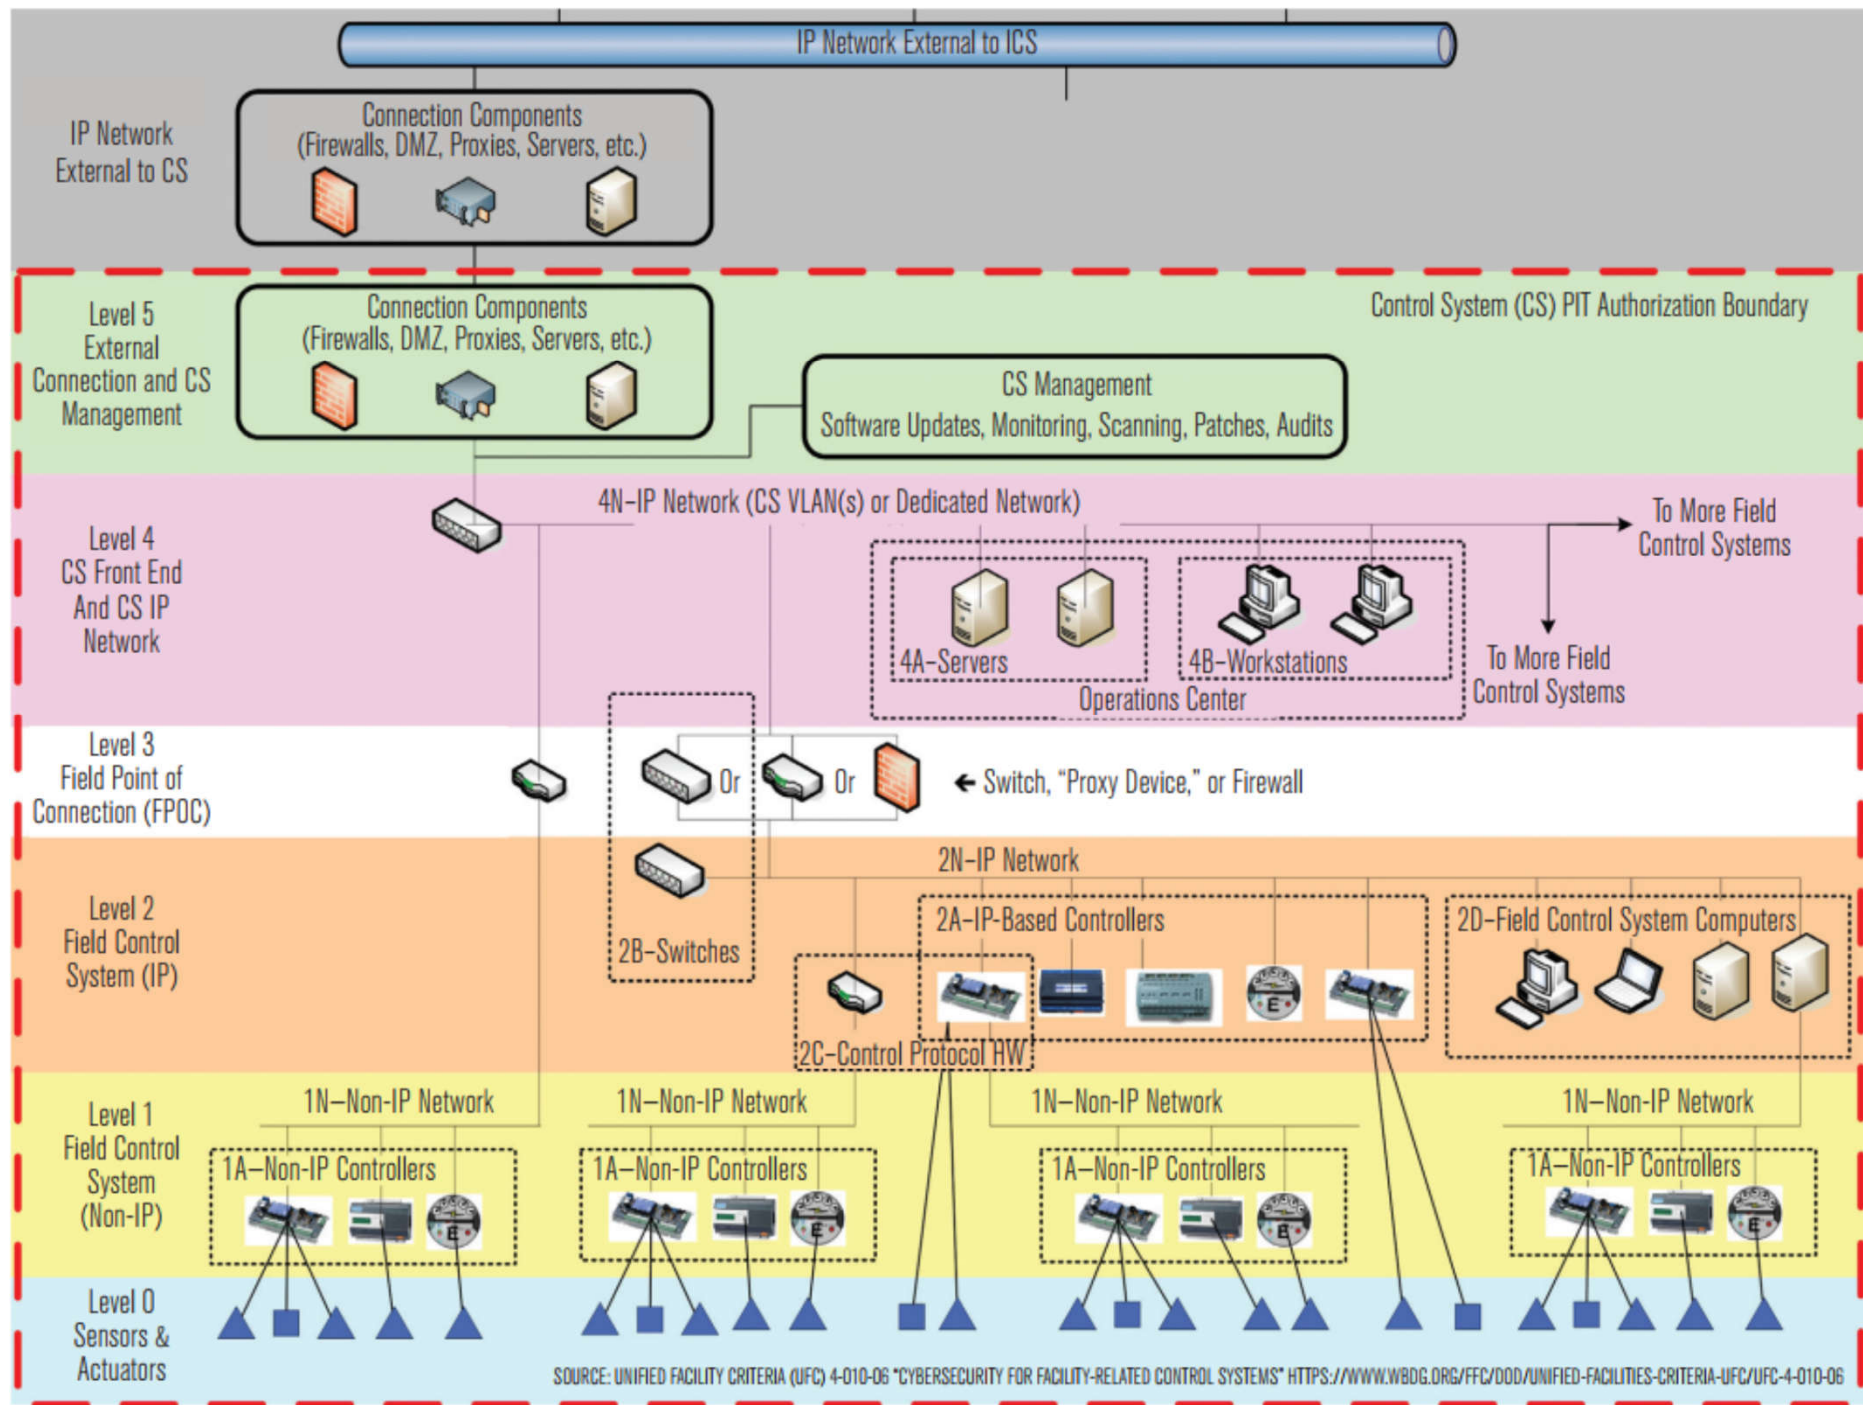 IP Network External to ICS
IP Network
External to CS
Connection Components
(Firewalls, DMZ, Proxies, Servers, etc.)
Level 5
External
Connection and CS
Management
Connection Components
(Firewalls, DMZ, Proxies, Servers, etc.)
Control System (CS) PIT Authorization Boundary
CS Management
Software Updates, Monitoring, Scanning, Patches, Audits
Level 4
CS Front End
And CS IP
Network
4N–IP Network (CS VLAN(s) or Dedicated Network)
To More Field
Control Systems
4A–Servers
4B–Workstations
Operations Center
To More Field
Control Systems
Level 3
Field Point of
Connection (FPOC)
Or
Or
← Switch, “Proxy Device,” or Firewall
Level 2
Field Control
System (IP)
2N–IP Network
2B–Switches
2A–IP-Based Controllers
E
2C–Control Protocol HW
2D–Field Control System Computers
Level 1
Field Control
System
(Non-IP)
1N–Non-IP Network
1N–Non-IP Network
1N–Non-IP Network
1N–Non-IP Network
1A–Non-IP Controllers
1A–Non-IP Controllers
1A–Non-IP Controllers
1A–Non-IP Controllers
E
E
E
E
Level 0
Sensors &
Actuators
SOURCE: UNIFIED FACILITY CRITERIA (UFC) 4-010-06 "CYBERSECURITY FOR FACILITY-RELATED CONTROL SYSTEMS" HTTPS://WWW.WBDG.ORG/FFC/DOD/UNIFIED-FACILITIES-CRITERIA-UFC/UFC-4-010-06